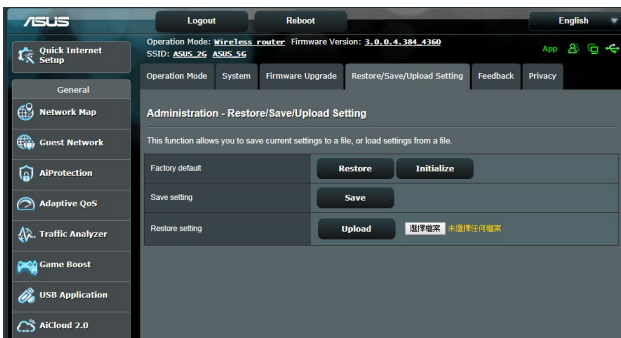 ASUS
Logout
Reboot
English
Quick Internet Setup
Operation Mode: Wireless router Firmware Version: 3.0.0.4.384_4360
SSID: ASUS_2G ASUS_5G
App
General
Operation Mode
System
Firmware Upgrade
Restore/Save/Upload Setting
Feedback
Privacy
Network Map
Guest Network
AiProtection
Adaptive QoS
Traffic Analyzer
Game Boost
USB Application
AiCloud 2.0
Administration - Restore/Save/Upload Setting
This function allows you to save current settings to a file, or load settings from a file.
Factory default
Restore
Initialize
Save setting
Save
Restore setting
Upload
選擇檔案 未選擇任何檔案